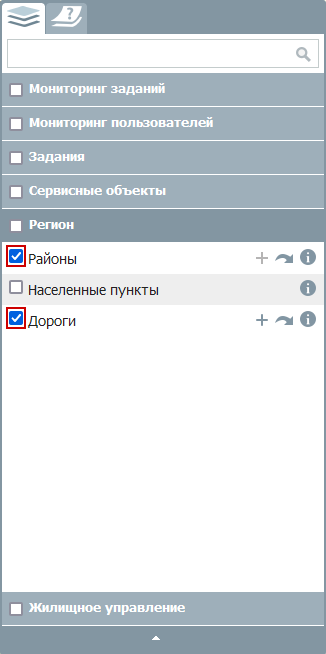 ?
Мониторинг заданий
Мониторинг пользователей
Задания
Сервисные объекты
Регион
Районы
Населенные пункты
Дороги
Жилищное управление